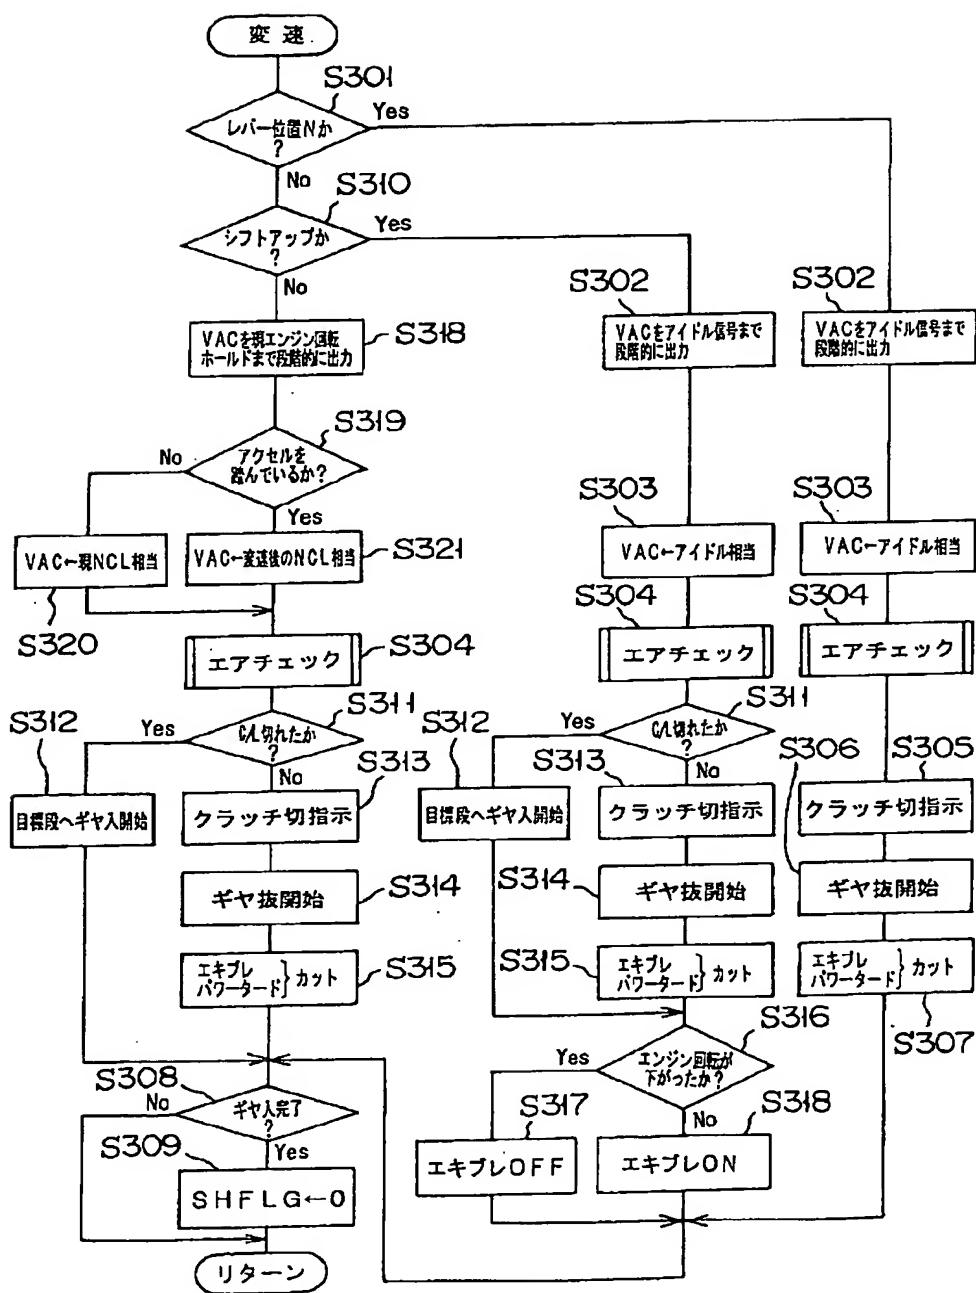 変速
S301
レバー位置Nか
?
Yes
No
S310
シフトアップか
?
Yes
No
S302
VACをアイドル信号まで
段階的に出力
S302
VACをアイドル信号まで
段階的に出力
VACを現エンジン回転
ホールドまで段階的に出力
S318
S319
アクセルを
踏んでいるか?
No
Yes
S303
VAC←アイドル相当
S303
VAC←アイドル相当
VAC←現NCL相当
S320
VAC←変速後のNCL相当
S321
エアチェック
S304
S304
エアチェック
S304
エアチェック
S311
C/L切れたか
?
Yes
No
S312
目標段へギヤ入開始
S313
クラッチ切指示
S314
ギヤ抜開始
エキブレ
パワータード
}カット
S315
S311
C/L切れたか
?
Yes
No
S312
目標段へギヤ入開始
S313
クラッチ切指示
S314
ギヤ抜開始
S315
エキブレ
パワータード
}カット
S305
クラッチ切指示
S306
ギヤ抜開始
エキブレ
パワータード
}カット
S307
S316
エンジン回転が
下がったか?
Yes
No
S317
エキブレOFF
S318
エキブレON
S308
ギヤ入完了
?
No
Yes
S309
SHFLG←0
リターン